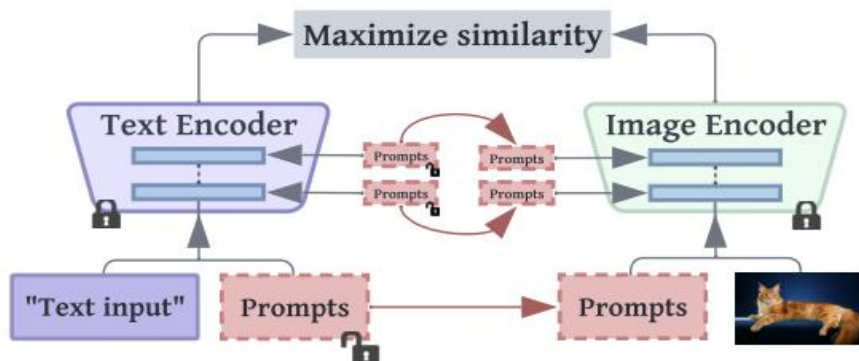 Maximize similarity
Text Encoder
Image Encoder
Prompts
Prompts
Prompts
Prompts
"Text input"
Prompts
Prompts